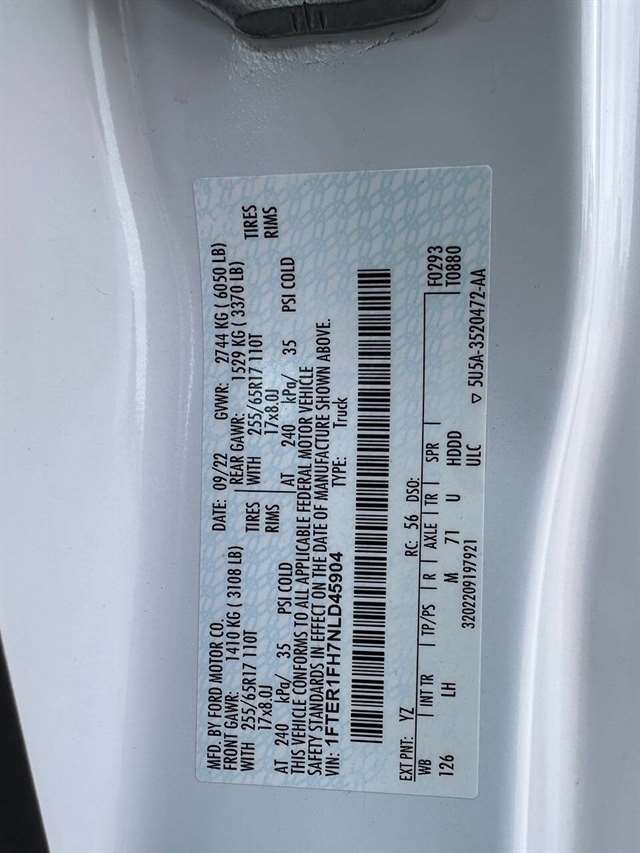 MFD. BY FORD MOTOR CO. DATE: 09/22 GVWR: 2744 KG ( 6050 LB)
FRONT GAWR: 1410 KG ( 3108 LB) REAR GAWR: 1529 KG ( 3370 LB)
WITH 255/65R17 110T TIRES WITH 255/65R17 110T TIRES
17x8.0J RIMS 17x8.0J RIMS
AT 240 kPa/ 35 PSI COLD AT 240 kPa/ 35 PSI COLD
THIS VEHICLE CONFORMS TO ALL APPLICABLE FEDERAL MOTOR VEHICLE
SAFETY STANDARDS IN EFFECT ON THE DATE OF MANUFACTURE SHOWN ABOVE.
VIN: 1FTER1FH7NLD45904 TYPE: Truck
EXT PNT: YZ RC: 56 DSO: F0293
WB INT TR TP/PS R AXLE TR SPR T0880
126 LH M 71 U HDDD
3202209197921 ULC ▽ 5U5A-3520472-AA